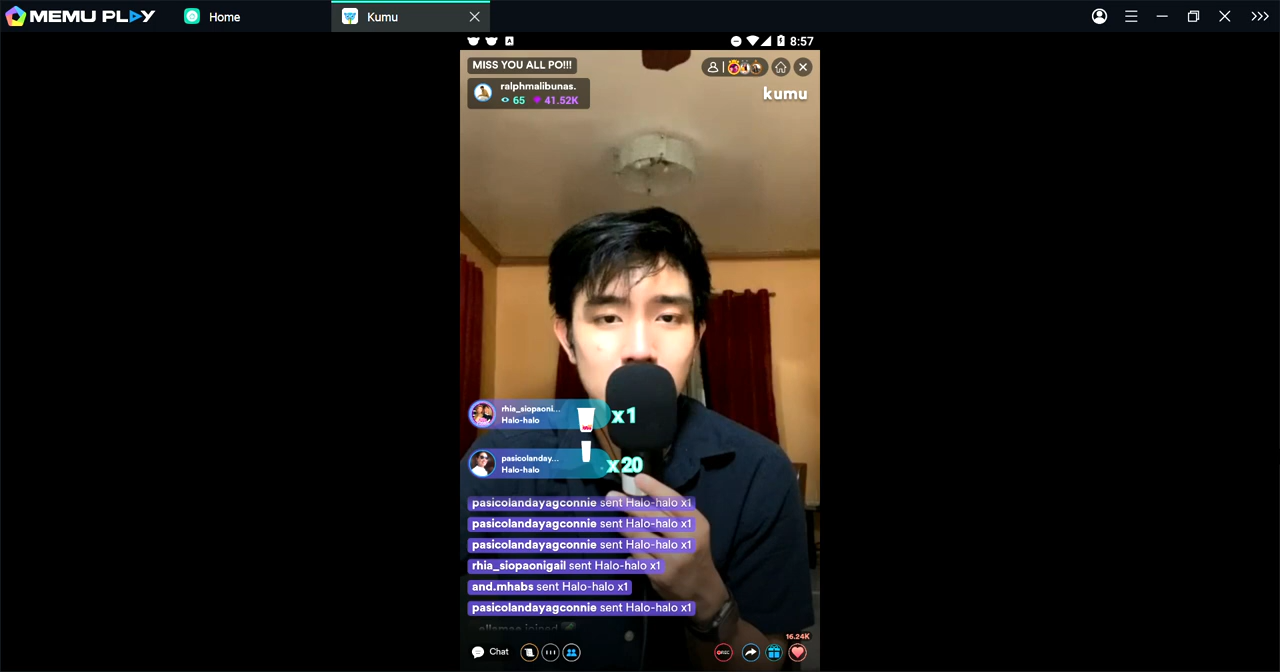 MEMU PLAY
Home
Kumu
8:57
MISS YOU ALL PO!!!
ralphmalibunas.
65 41.52K
kumu
rhia_siopaoni...
Halo-halo
x1
pasicolanday...
Halo-halo
x20
pasicolandayagconnie sent Halo-halo x1
pasicolandayagconnie sent Halo-halo x1
pasicolandayagconnie sent Halo-halo x1
rhia_siopaonigail sent Halo-halo x1
and.mhabs sent Halo-halo x1
pasicolandayagconnie sent Halo-halo x1
ellamae joined
16.24K
Chat
REC